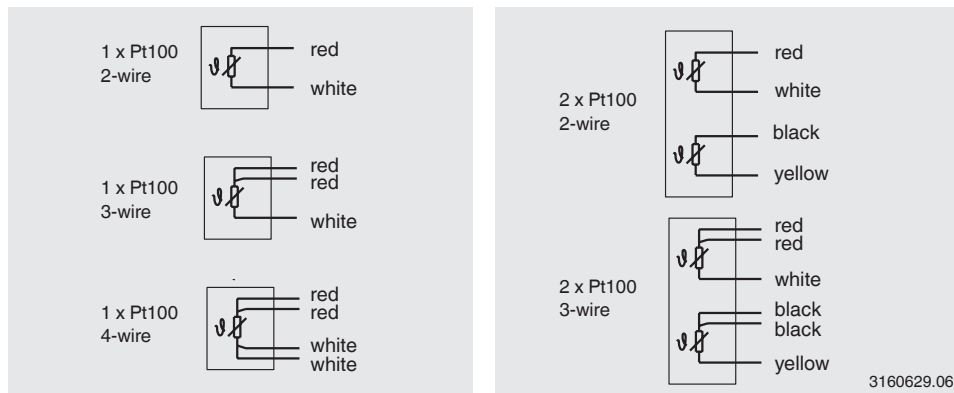 1 x Pt100
2-wire
red
white
1 x Pt100
3-wire
red
red
white
1 x Pt100
4-wire
red
red
white
white
2 x Pt100
2-wire
red
white
black
yellow
2 x Pt100
3-wire
red
red
white
black
black
yellow
3160629.06